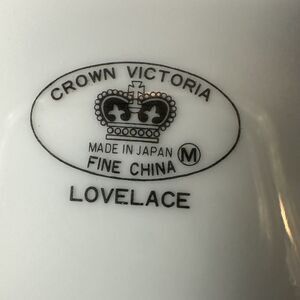 CROWN VICTORIA
MADE IN JAPAN M
FINE CHINA
LOVELACE